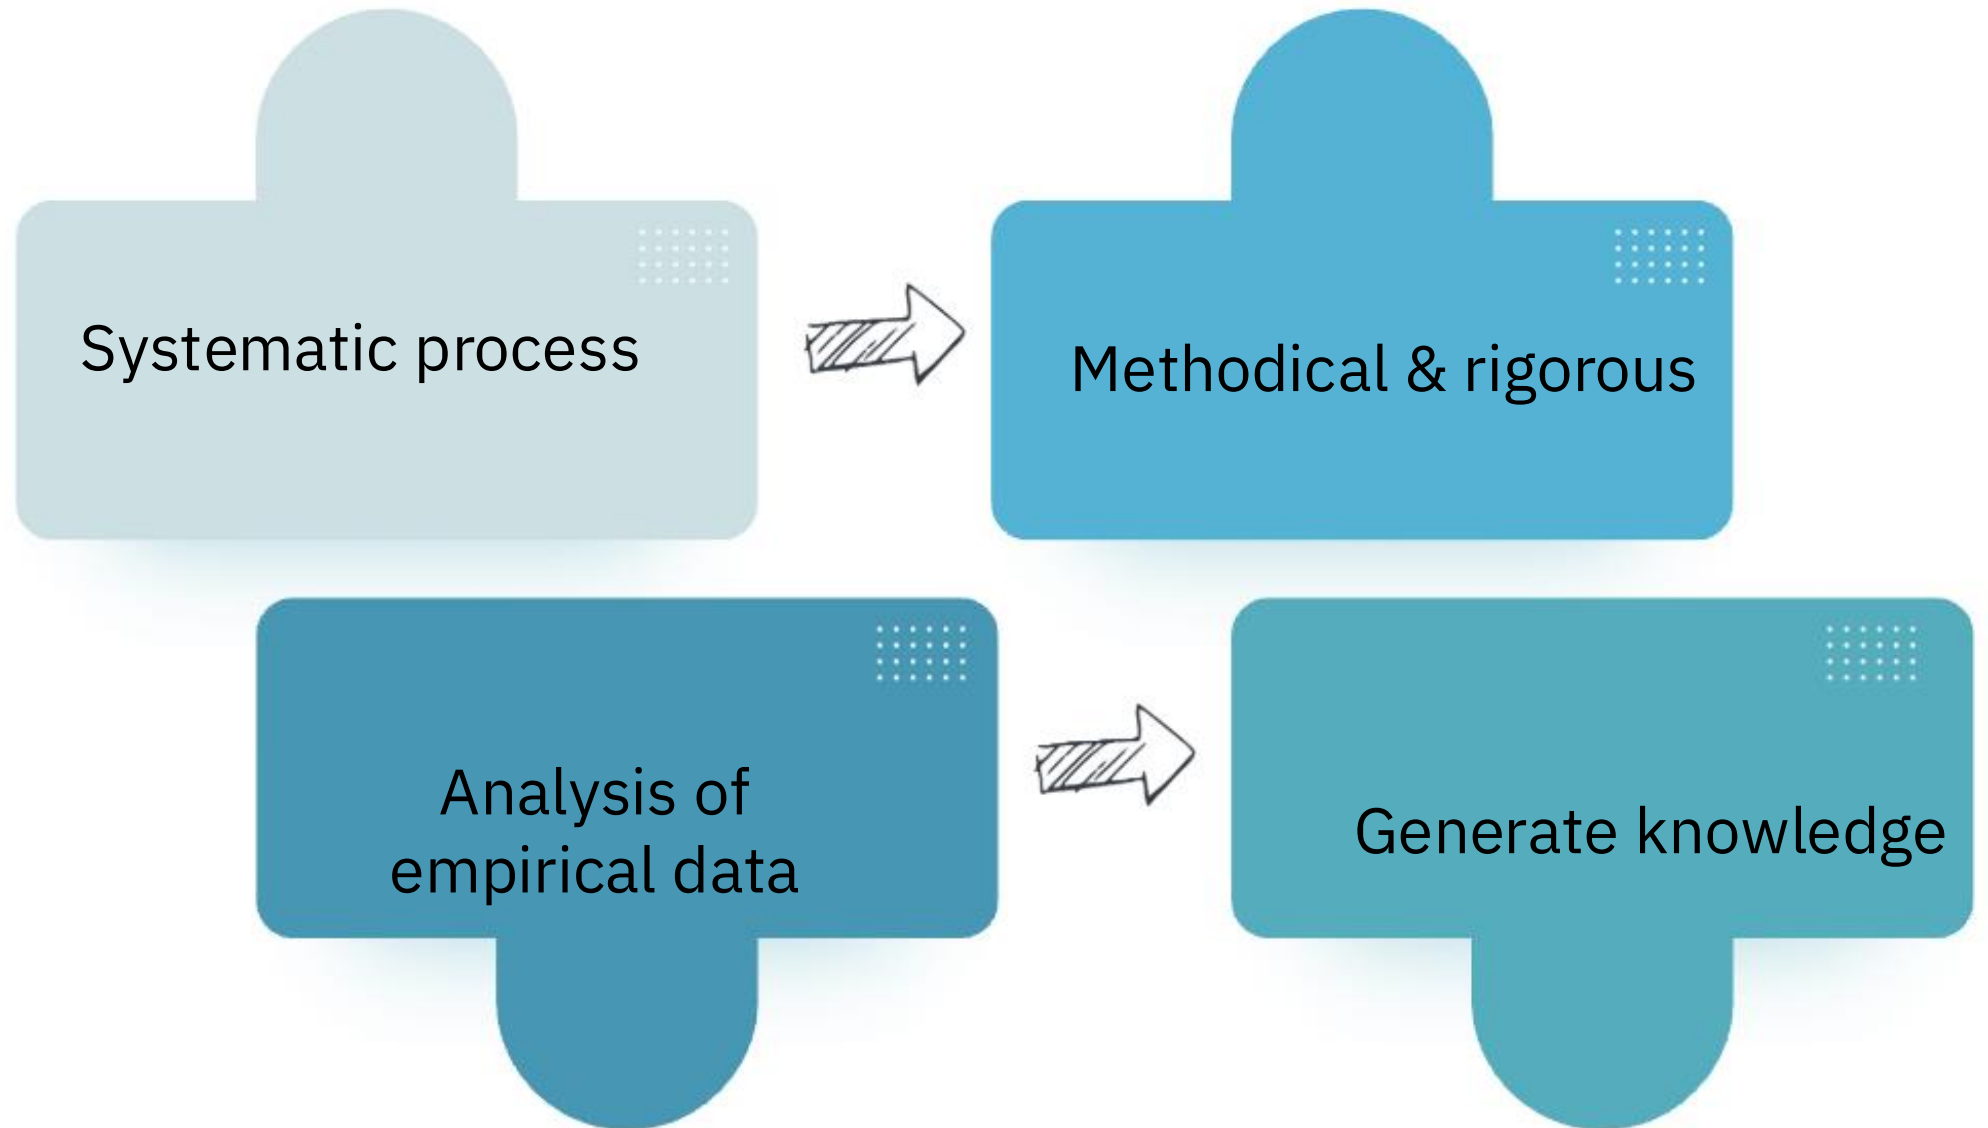 Systematic process
Methodical & rigorous
Analysis of
empirical data
Generate knowledge